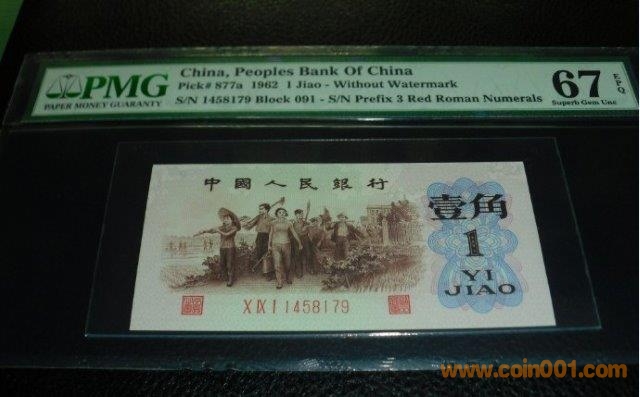 PMG
PAPER MONEY GUARANTY
China, Peoples Bank Of China
Pick# 877a 1962 1 Jiao - Without Watermark
S/N 1458179 Block 091 - S/N Prefix 3 Red Roman Numerals
67 EPQ
Superb Gem Unc
中國人民銀行
壹角
1
YI
JIAO
X IX I 1458179
www.coin001.com